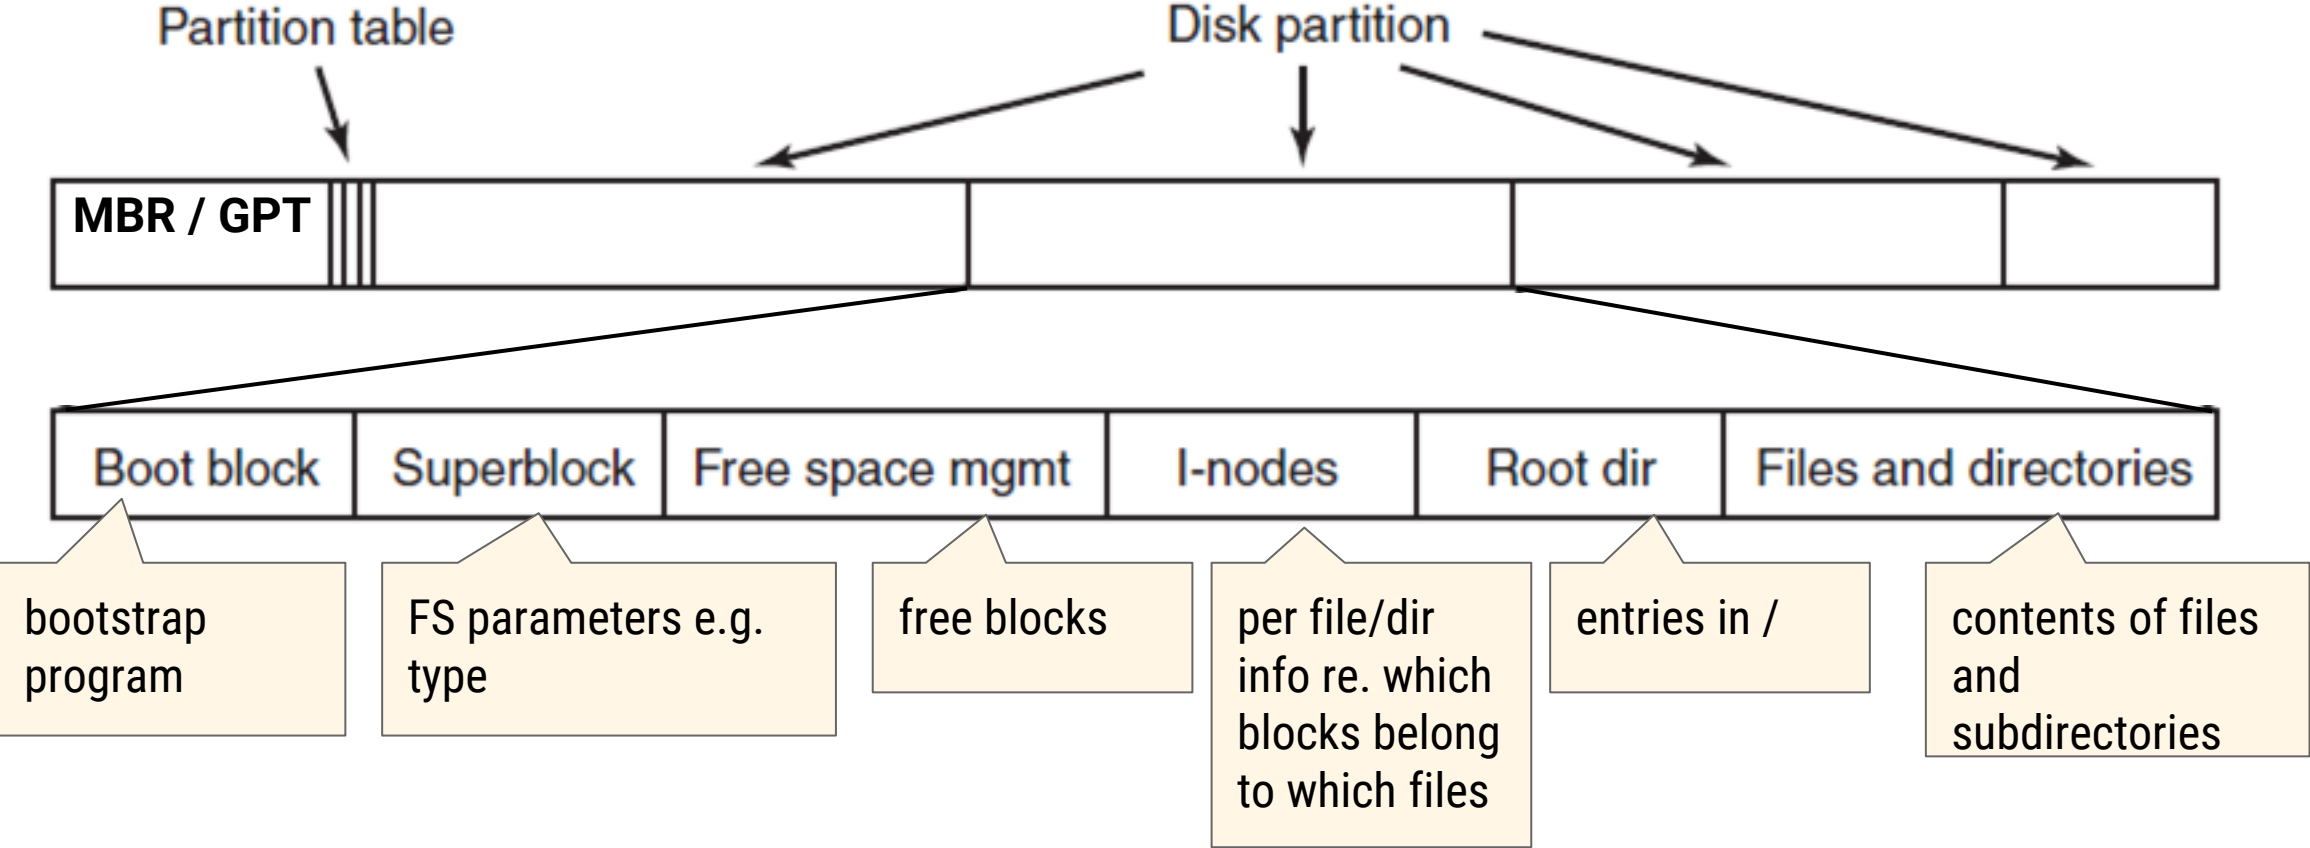 Partition table
Disk partition
MBR / GPT
Boot block
Superblock
Free space mgmt
I-nodes
Root dir
Files and directories
bootstrap
program
FS parameters e.g.
type
free blocks
per file/dir
info re. which
blocks belong
to which files
entries in /
contents of files
and
subdirectories